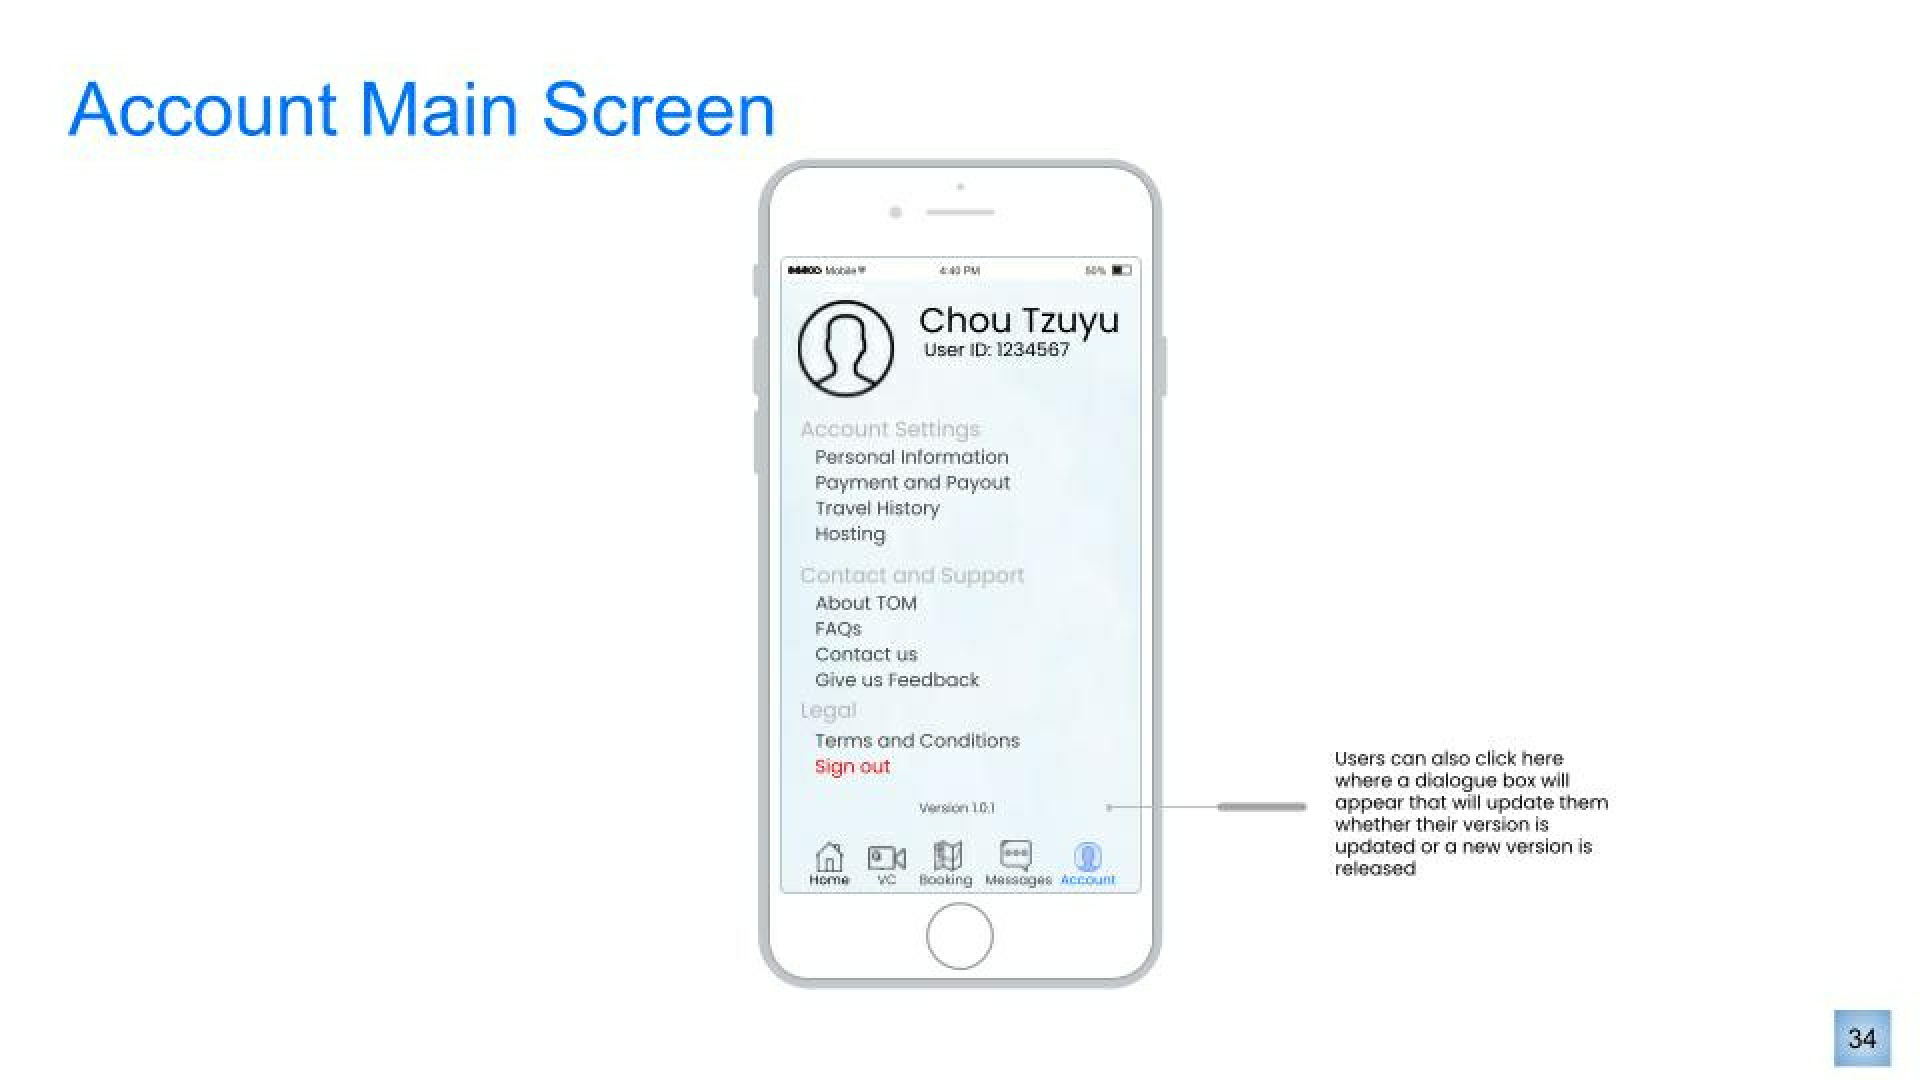 Account Main Screen
Mobile 4:40 PM 50%
Chou Tzuyu
User ID: 1234567
Account Settings
Personal Information
Payment and Payout
Travel History
Hosting
Contact and Support
About TOM
FAQs
Contact us
Give us Feedback
Legal
Terms and Conditions
Sign out
Version 1.0.1
Users can also click here
where a dialogue box will
appear that will update them
whether their version is
updated or a new version is
released
Home VC Booking Messages Account
34